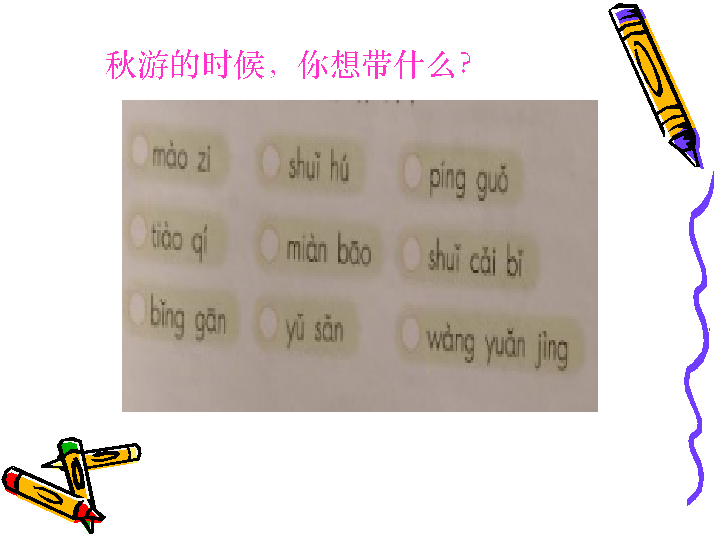 秋游的时候，你想带什么?
mào zi shuǐ hú píng guǒ
tiào qí miàn bāo shuǐ cǎi bǐ
bǐng gān yǔ sǎn wàng yuǎn jìng